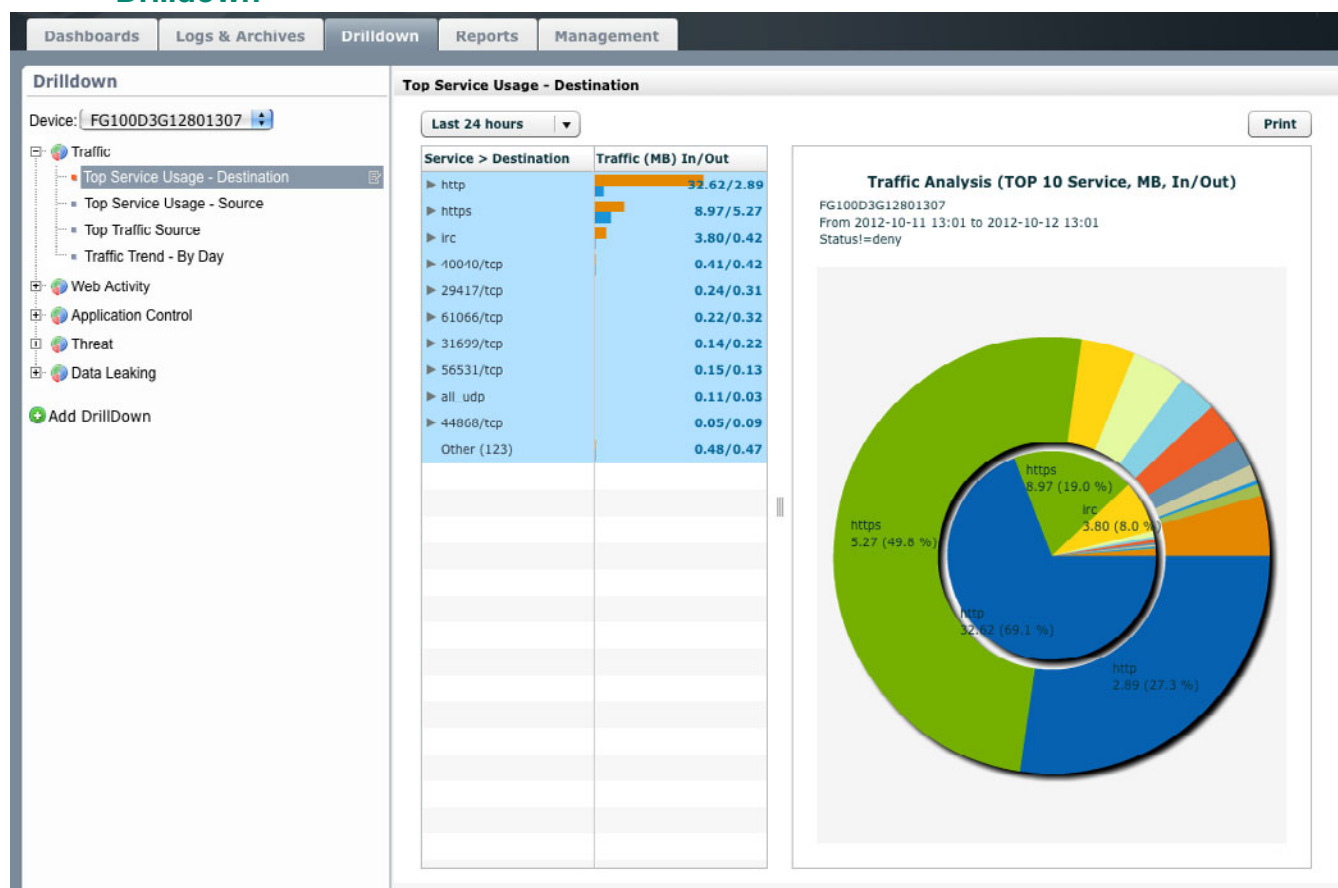 Drilldown
Dashboards Logs & Archives Drilldown Reports Management
Drilldown
Device: FG100D3G12801307
Traffic
Top Service Usage - Destination
Top Service Usage - Source
Top Traffic Source
Traffic Trend - By Day
Web Activity
Application Control
Threat
Data Leaking
Add DrillDown
Top Service Usage - Destination
Last 24 hours
Print
Service > Destination Traffic (MB) In/Out
http 32.62/2.89
https 8.97/5.27
irc 3.80/0.42
40040/tcp 0.41/0.42
29417/tcp 0.24/0.31
61066/tcp 0.22/0.32
31699/tcp 0.14/0.22
56531/tcp 0.15/0.13
all_udp 0.11/0.03
44868/tcp 0.05/0.09
Other (123) 0.48/0.47
Traffic Analysis (TOP 10 Service, MB, In/Out)
FG100D3G12801307
From 2012-10-11 13:01 to 2012-10-12 13:01
Status!=deny
https
8.97 (19.0 %)
irc
3.80 (8.0 %)
https
5.27 (49.8 %)
http
32.62 (69.1 %)
http
2.89 (27.3 %)